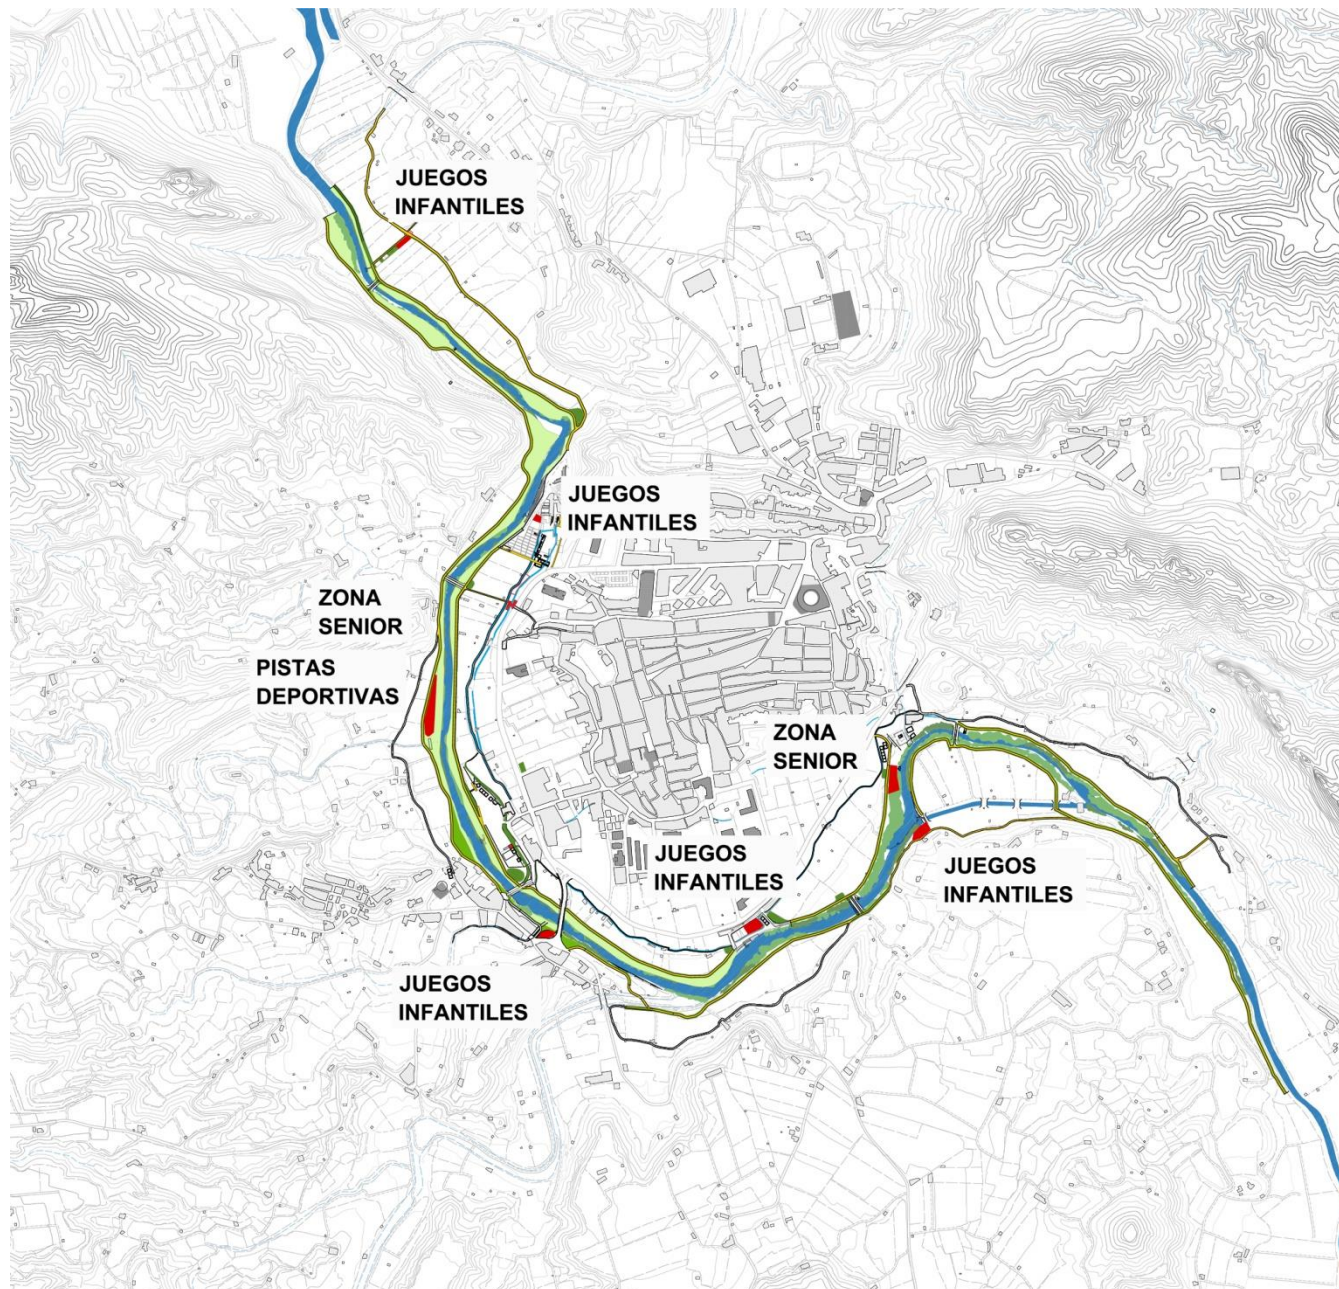 JUEGOS
INFANTILES
JUEGOS
INFANTILES
ZONA
SENIOR
PISTAS
DEPORTIVAS
ZONA
SENIOR
JUEGOS
INFANTILES
JUEGOS
INFANTILES
JUEGOS
INFANTILES